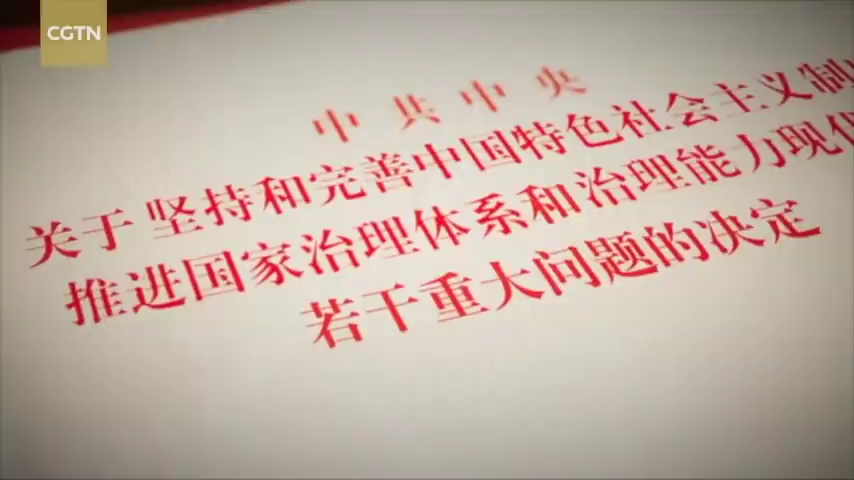 CGTN
中共中央
关于坚持和完善中国特色社会主义制
推进国家治理体系和治理能力现代
若干重大问题的决定